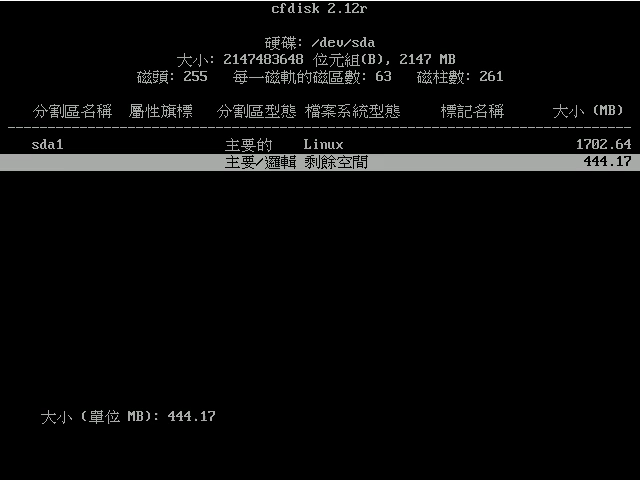 cfdisk 2.12r
硬碟: /dev/sda
大小: 2147483648 位元組(B), 2147 MB
磁頭: 255 每一磁軌的磁區數: 63 磁柱數: 261
分割區名稱 屬性旗標 分割區型態 檔案系統型態 標記名稱 大小 (MB)
sda1 主要的 Linux 1702.64
主要/邏輯 剩餘空間 444.17
大小 (單位 MB): 444.17